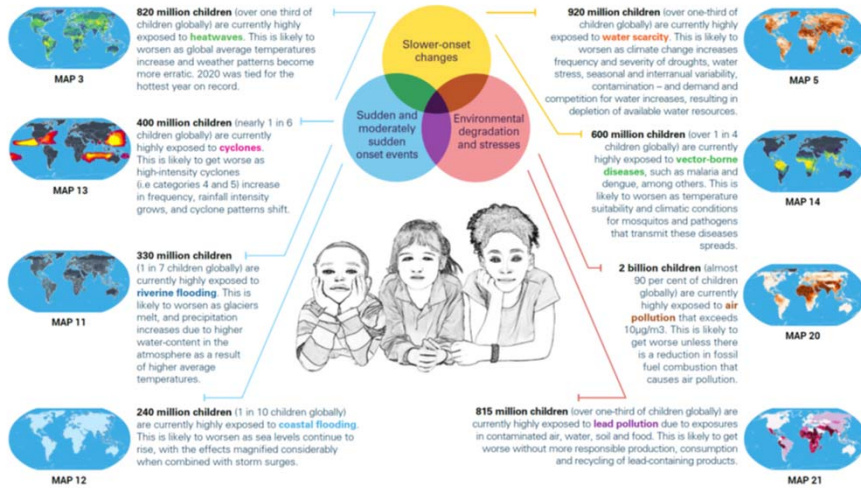 820 million children (over one third of
children globally) are currently highly
exposed to heatwaves. This is likely to
worsen as global average temperatures
increase and weather patterns become
more erratic. 2020 was tied for the
hottest year on record.
MAP 3
400 million children (nearly 1 in 6
children globally) are currently
highly exposed to cyclones.
This is likely to get worse as
high-intensity cyclones
(i.e categories 4 and 5) increase
in frequency, rainfall intensity
grows, and cyclone patterns shift.
MAP 13
330 million children
(1 in 7 children globally) are
currently highly exposed to
riverine flooding. This is
likely to worsen as glaciers
melt, and precipitation
increases due to higher
water-content in the
atmosphere as a result
of higher average
temperatures.
MAP 11
240 million children (1 in 10 children globally)
are currently highly exposed to coastal flooding.
This is likely to worsen as sea levels continue to
rise, with the effects magnified considerably
when combined with storm surges.
MAP 12
Slower-onset
changes
Sudden and
moderately
sudden
onset events
Environmental
degradation
and stresses
920 million children (over one-third of
children globally) are currently highly
exposed to water scarcity. This is likely to
worsen as climate change increases
frequency and severity of droughts, water
stress, seasonal and interranual variability,
contamination – and demand and
competition for water increases, resulting in
depletion of available water resources.
MAP 5
600 million children (over 1 in 4
children globally) are currently
highly exposed to vector-borne
diseases, such as malaria and
dengue, among others. This is
likely to worsen as temperature
suitability and climatic conditions
for mosquitos and pathogens
that transmit these diseases
spreads.
MAP 14
2 billion children (almost
90 per cent of children
globally) are currently
highly exposed to air
pollution that exceeds
10µg/m3. This is likely to
get worse unless there
is a reduction in fossil
fuel combustion that
causes air pollution.
MAP 20
815 million children (over one-third of children globally) are
currently highly exposed to lead pollution due to exposures
in contaminated air, water, soil and food. This is likely to get
worse without more responsible production, consumption
and recycling of lead-containing products.
MAP 21